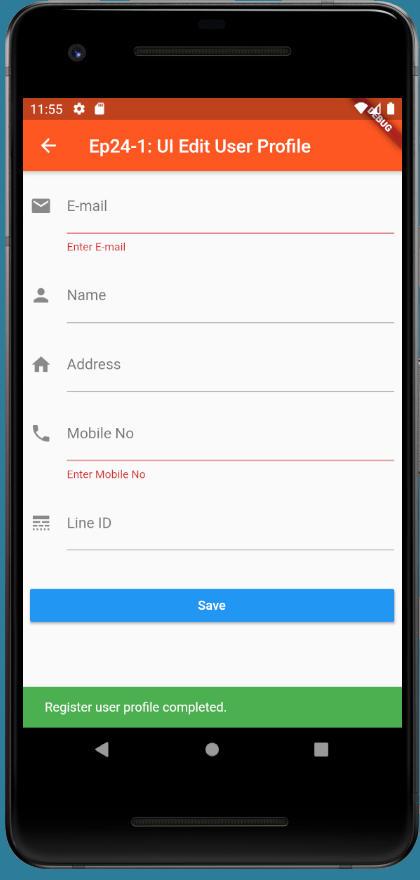 11:55
DEBUG
Ep24-1: UI Edit User Profile
E-mail
Enter E-mail
Name
Address
Mobile No
Enter Mobile No
Line ID
Save
Register user profile completed.